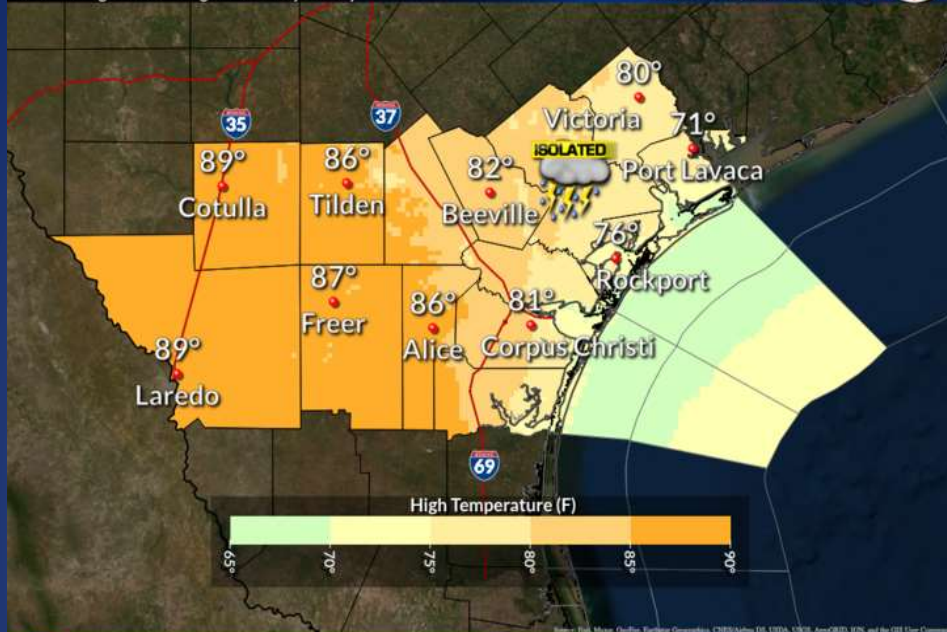 80°
Victoria
71°
Port Lavaca
35
37
ISOLATED
89°
Cotulla
86°
Tilden
82°
Beeville
76°
Rockport
87°
Freer
86°
Alice
81°
Corpus Christi
89°
Laredo
69
High Temperature (F)
65°
70°
75°
80°
85°
90°